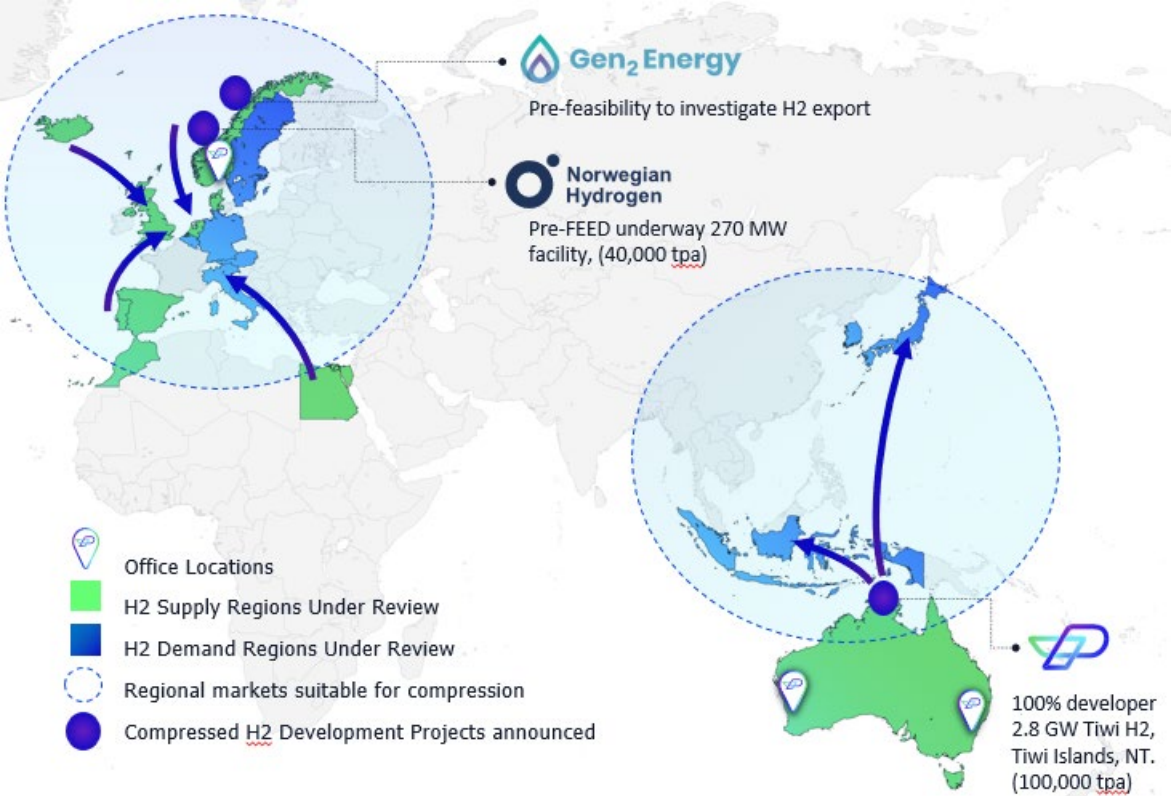 Gen₂ Energy
Pre-feasibility to investigate H2 export
Norwegian
Hydrogen
Pre-FEED underway 270 MW
facility, (40,000 tpa)
Office Locations
H2 Supply Regions Under Review
H2 Demand Regions Under Review
Regional markets suitable for compression
Compressed H2 Development Projects announced
100% developer
2.8 GW Tiwi H2,
Tiwi Islands, NT.
(100,000 tpa)